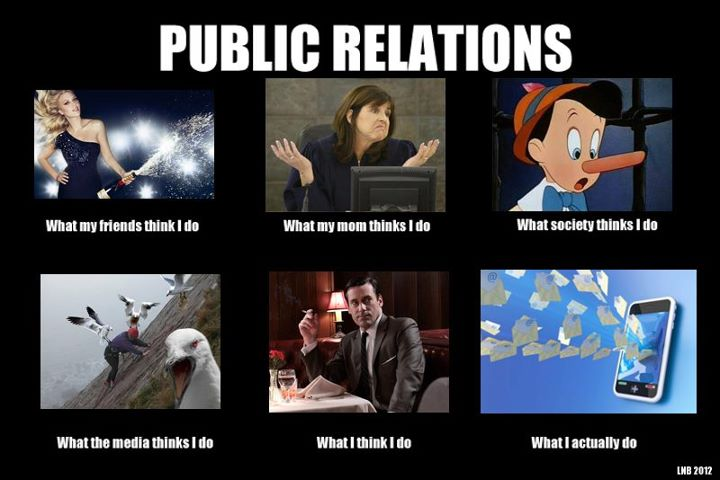 PUBLIC RELATIONS
What my friends think I do
What my mom thinks I do
What society thinks I do
@
What the media thinks I do
What I think I do
What I actually do
LNB 2012